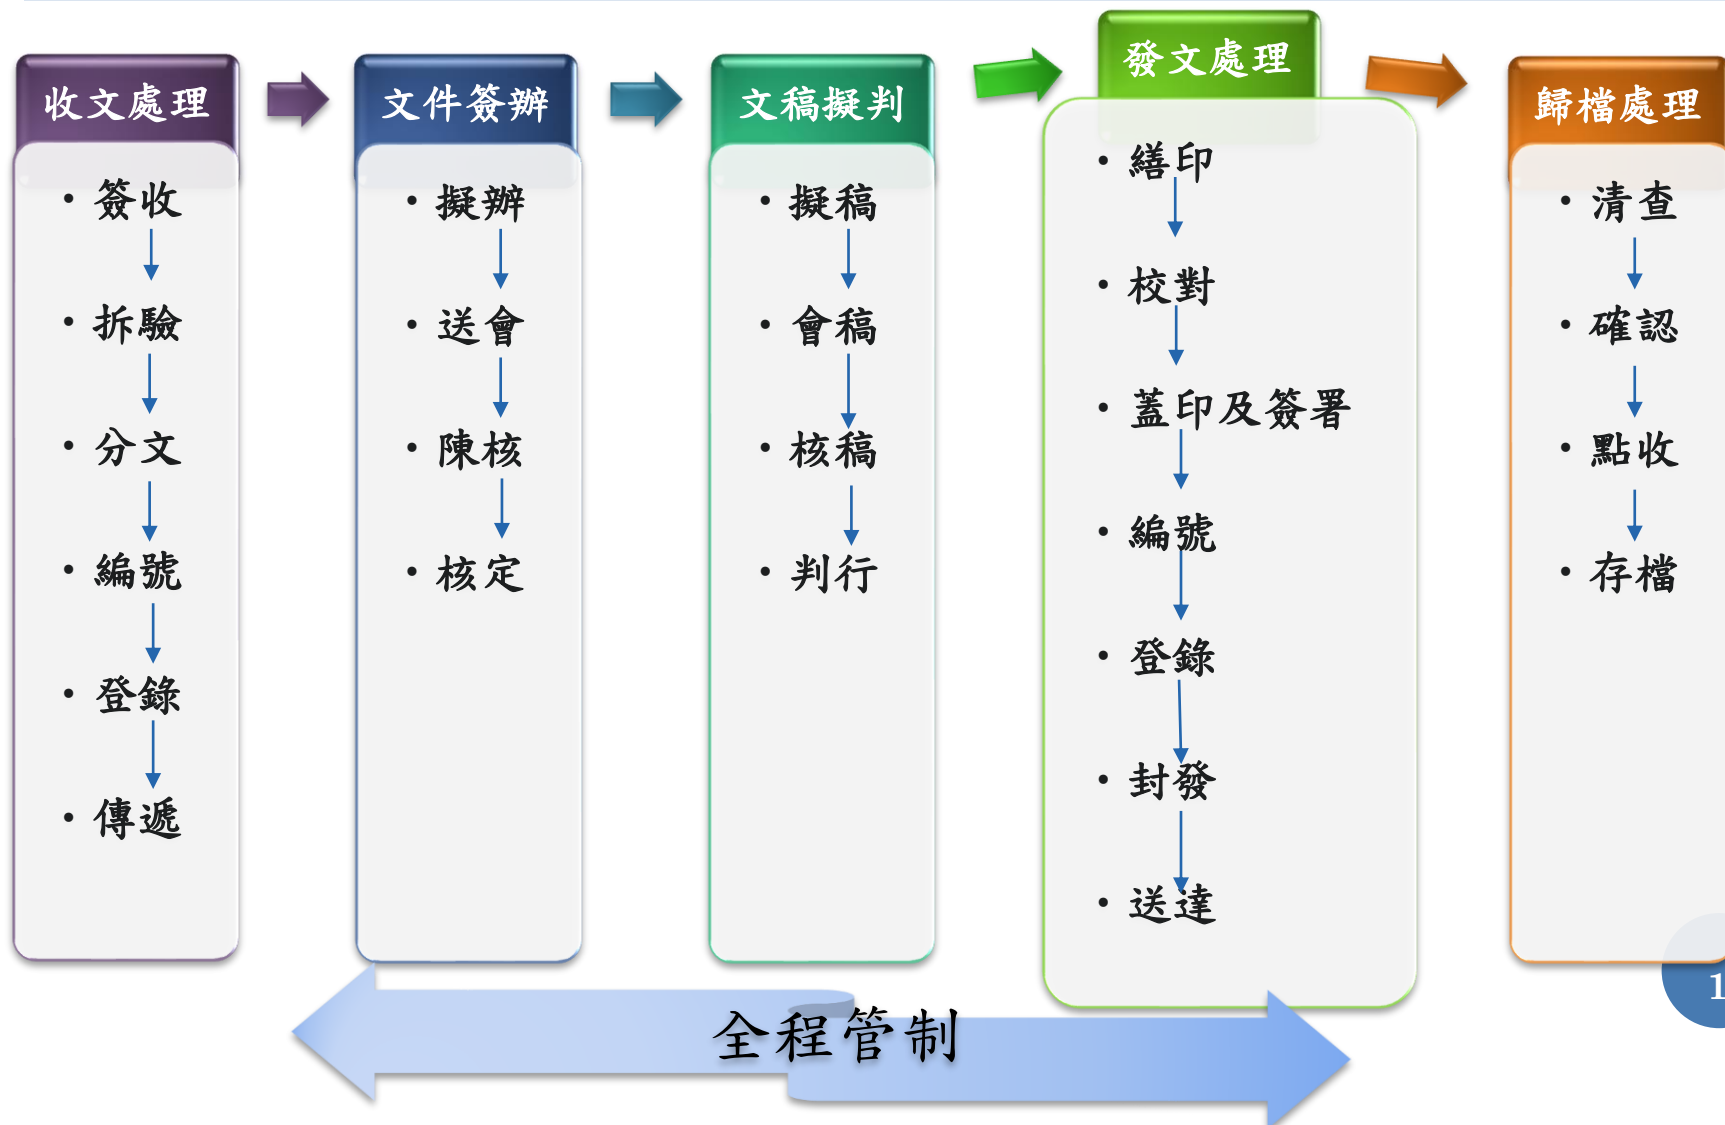 收文處理
• 簽收
• 拆驗
• 分文
• 編號
• 登錄
• 傳遞
文件簽辦
• 擬辦
• 送會
• 陳核
• 核定
文稿擬判
• 擬稿
• 會稿
• 核稿
• 判行
發文處理
• 繕印
• 校對
• 蓋印及簽署
• 編號
• 登錄
• 封發
• 送達
歸檔處理
• 清查
• 確認
• 點收
• 存檔
全程管制
1